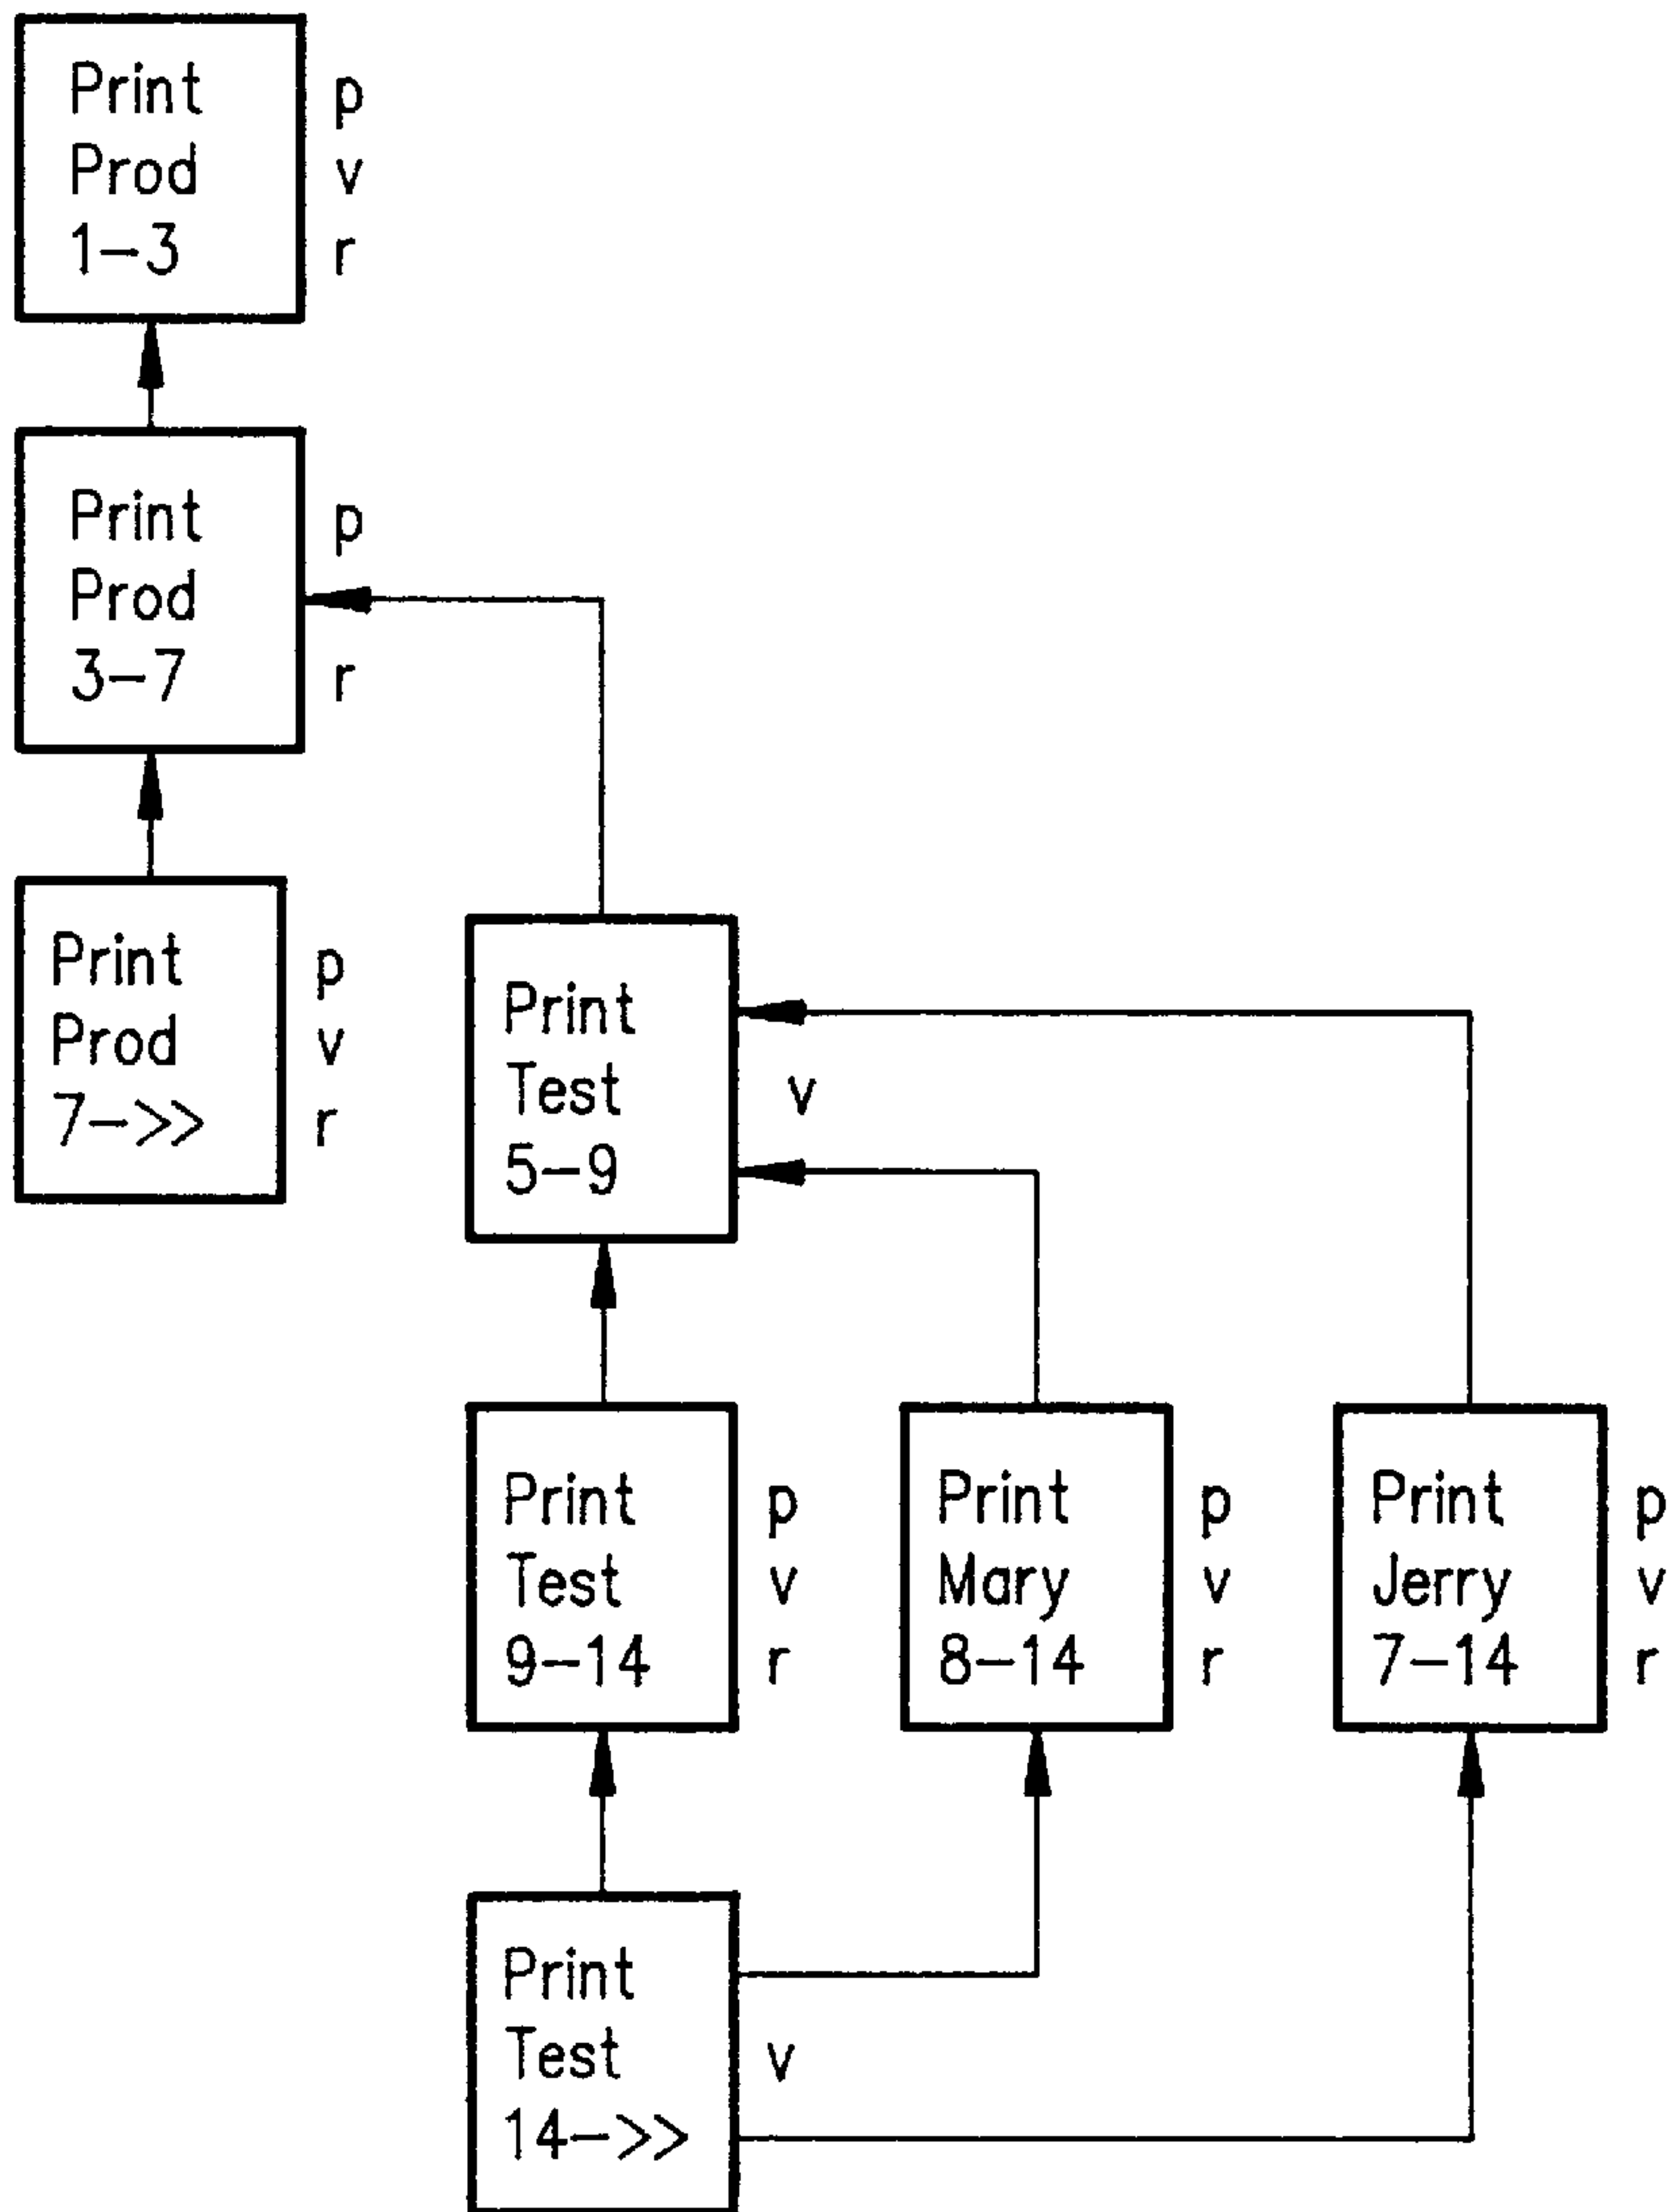 Print p
Prod v
1-3 r
Print p
Prod
3-7 r
Print p
Prod v
7->> r
Print
Test v
5-9
Print p
Test v
9-14 r
Print p
Mary v
8-14 r
Print p
Jerry v
7-14 r
Print
Test v
14->>